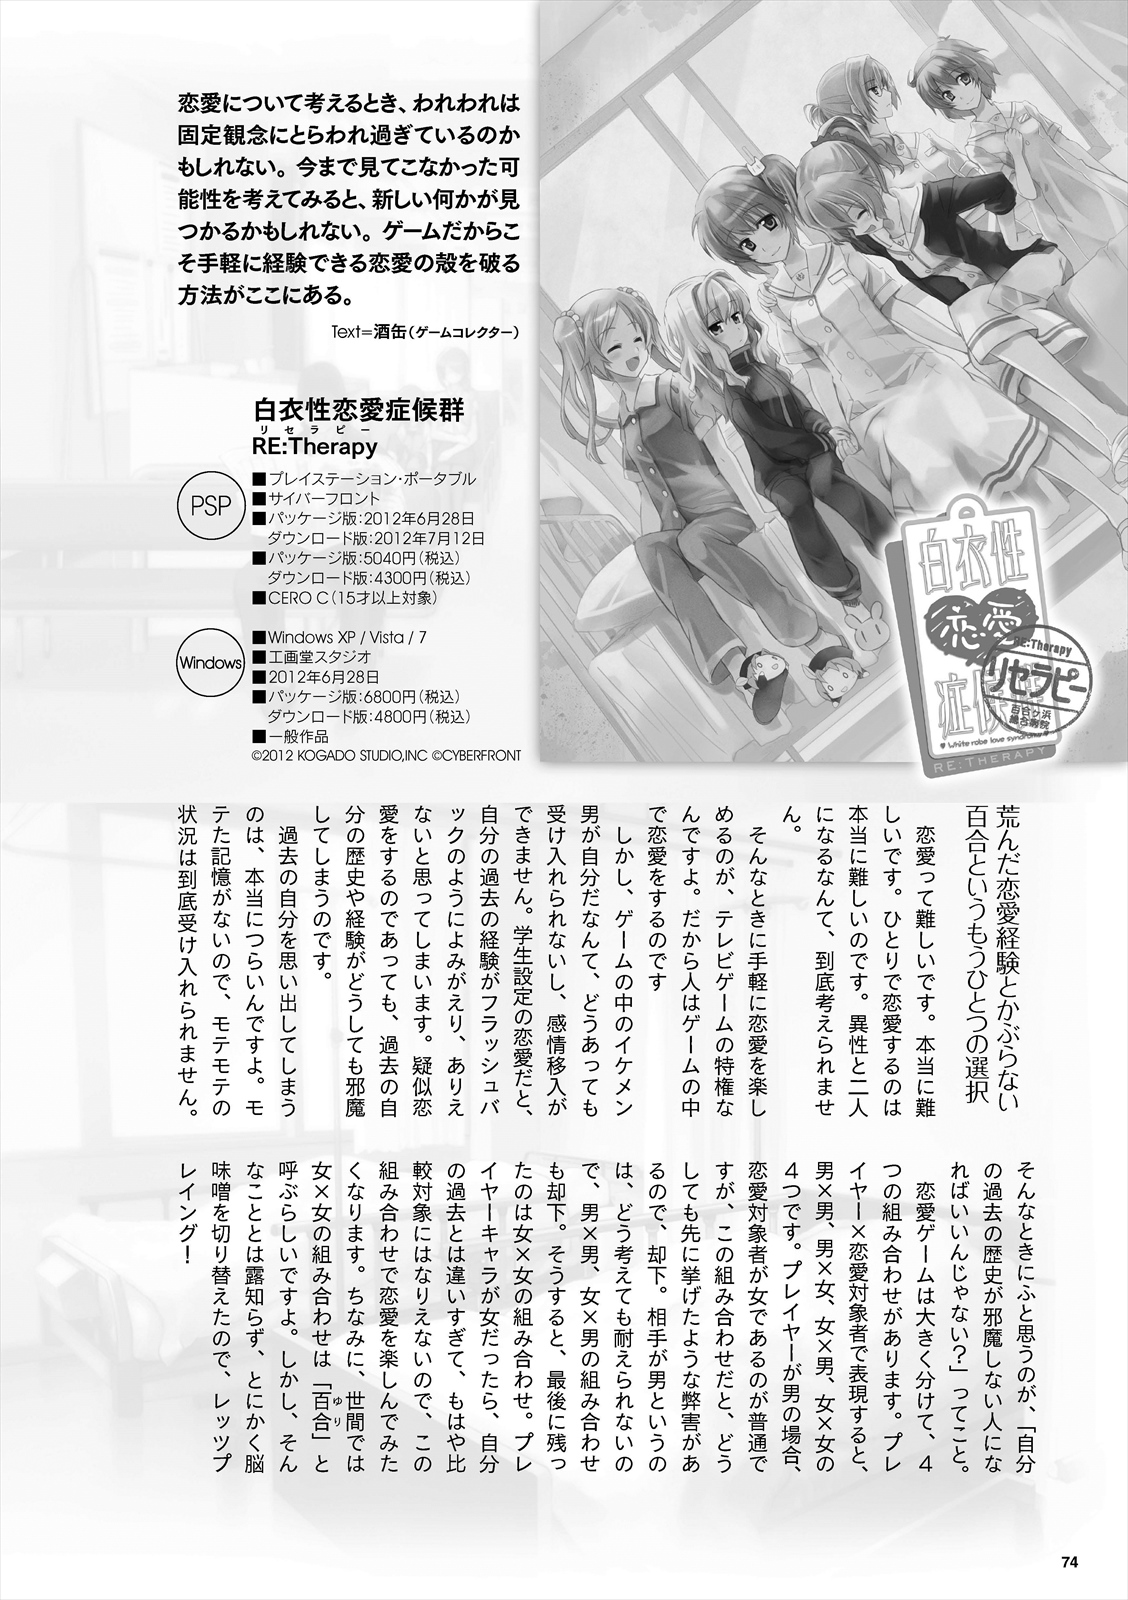 恋愛について考えるとき、われわれは
固定観念にとらわれ過ぎているのか
もしれない。今まで見てこなかった可
能性を考えてみると、新しい何かが見
つかるかもしれない。ゲームだからこ
そ手軽に経験できる恋愛の殻を破る
方法がここにある。
Text=酒缶(ゲームコレクター)
白衣性恋愛症候群
リセラピー
RE:Therapy
PSP
■プレイステーション・ポータブル
■サイバーフロント
■パッケージ版:2012年6月28日
ダウンロード版:2012年7月12日
■パッケージ版:5040円(税込)
ダウンロード版:4300円(税込)
■CERO C(15才以上対象)
Windows
■Windows XP / Vista / 7
■工画堂スタジオ
■2012年6月28日
■パッケージ版:6800円(税込)
ダウンロード版:4800円(税込)
■一般作品
©2012 KOGADO STUDIO,INC ©CYBERFRONT
白衣性
恋愛
症候群
RE:Therapy
リセラピー
百合ヶ浜
総合病院
White robe love syndrome
RE:THERAPY
荒んだ恋愛経験とかぶらない
百合というもうひとつの選択
恋愛って難しいです。本当に難
しいです。ひとりで恋愛するのは
本当に難しいのです。異性と二人
になるなんて、到底考えられませ
ん。
そんなときに手軽に恋愛を楽し
めるのが、テレビゲームの特権な
んですよ。だから人はゲームの中
で恋愛をするのです
しかし、ゲームの中のイケメン
男が自分だなんて、どうあっても
受け入れられないし、感情移入が
できません。学生設定の恋愛だと、
自分の過去の経験がフラッシュバ
ックのようによみがえり、ありえ
ないと思ってしまいます。疑似恋
愛をするのであっても、過去の自
分の歴史や経験がどうしても邪魔
してしまうのです。
過去の自分を思い出してしまう
のは、本当につらいんですよ。モ
テた記憶がないので、モテモテの
状況は到底受け入れられません。
そんなときにふと思うのが、「自分
の過去の歴史が邪魔しない人にな
ればいいんじゃない?」ってこと。
恋愛ゲームは大きく分けて、4
つの組み合わせがあります。プレ
イヤー×恋愛対象者で表現すると、
男×男、男×女、女×男、女×女の
4つです。プレイヤーが男の場合、
恋愛対象者が女であるのが普通で
すが、この組み合わせだと、どう
しても先に挙げたような弊害があ
るので、却下。相手が男というの
は、どう考えても耐えられないの
で、男×男、女×男の組み合わせ
も却下。そうすると、最後に残っ
たのは女×女の組み合わせ。プレ
イヤーキャラが女だったら、自分
の過去とは違いすぎて、もはや比
較対象にはなりえないので、この
組み合わせで恋愛を楽しんでみた
くなります。ちなみに、世間では
女×女の組み合わせは「百合」と
ゆり
呼ぶらしいですよ。しかし、そん
なこととは露知らず、とにかく脳
味噌を切り替えたので、レッツプ
レイング!
74